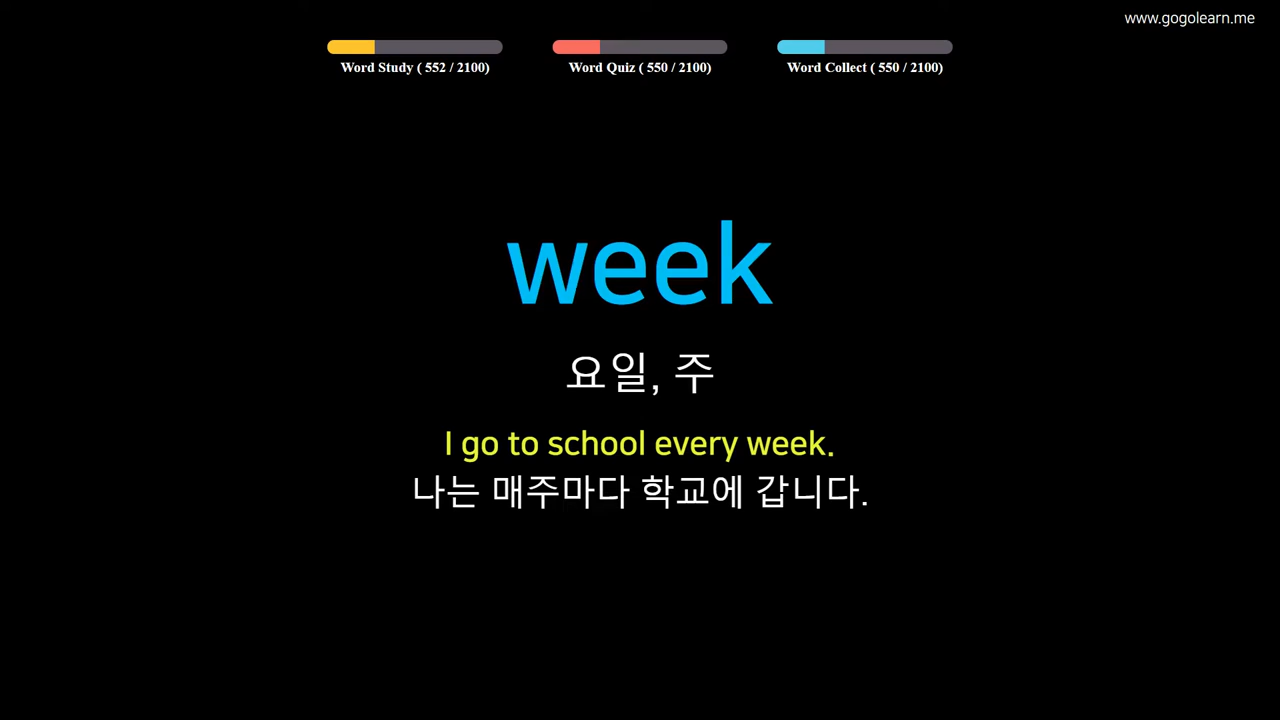 www.gogolearn.me
Word Study ( 552 / 2100) Word Quiz ( 550 / 2100) Word Collect ( 550 / 2100)
week
요일, 주
I go to school every week.
나는 매주마다 학교에 갑니다.